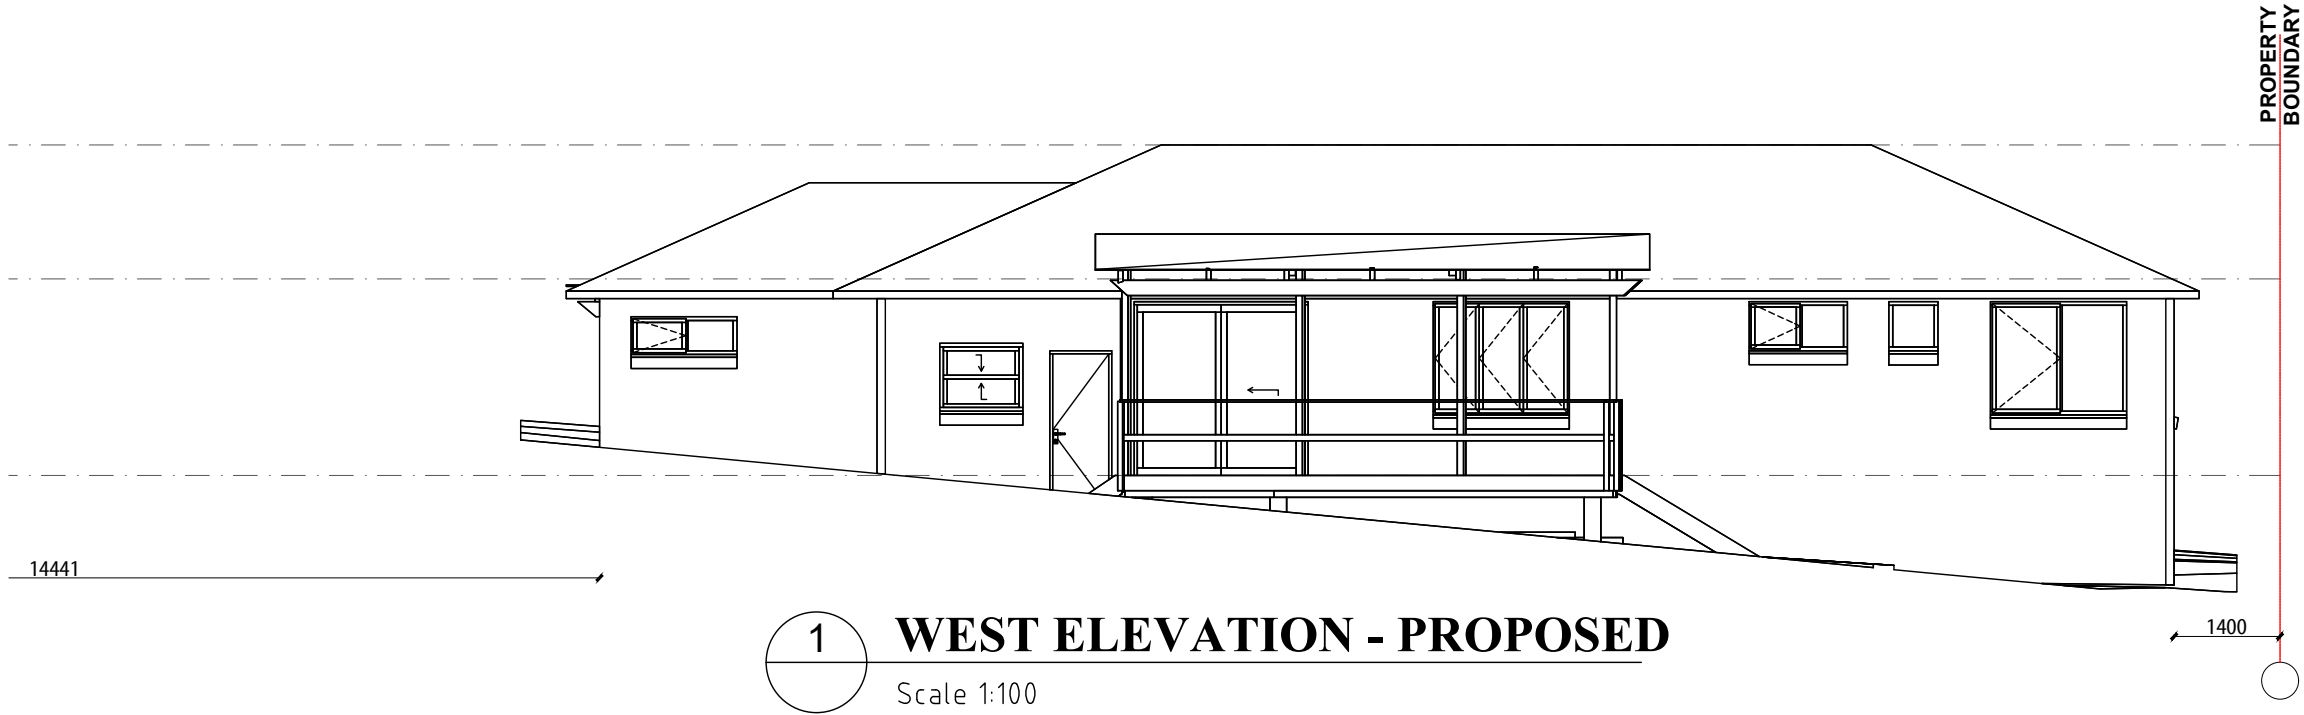 PROPERTY
BOUNDARY
14441
1400
1
WEST ELEVATION - PROPOSED
Scale 1:100